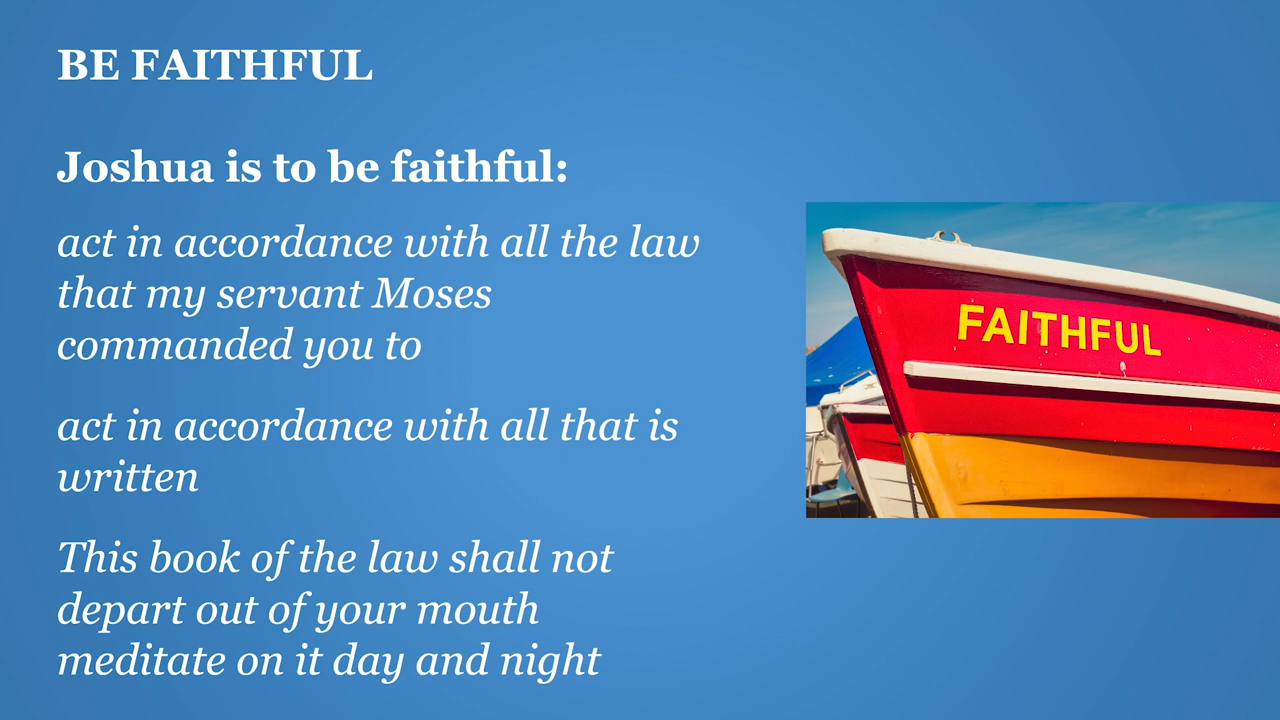 BE FAITHFUL
Joshua is to be faithful:
act in accordance with all the law
that my servant Moses
commanded you to
act in accordance with all that is
written
This book of the law shall not
depart out of your mouth
meditate on it day and night
FAITHFUL